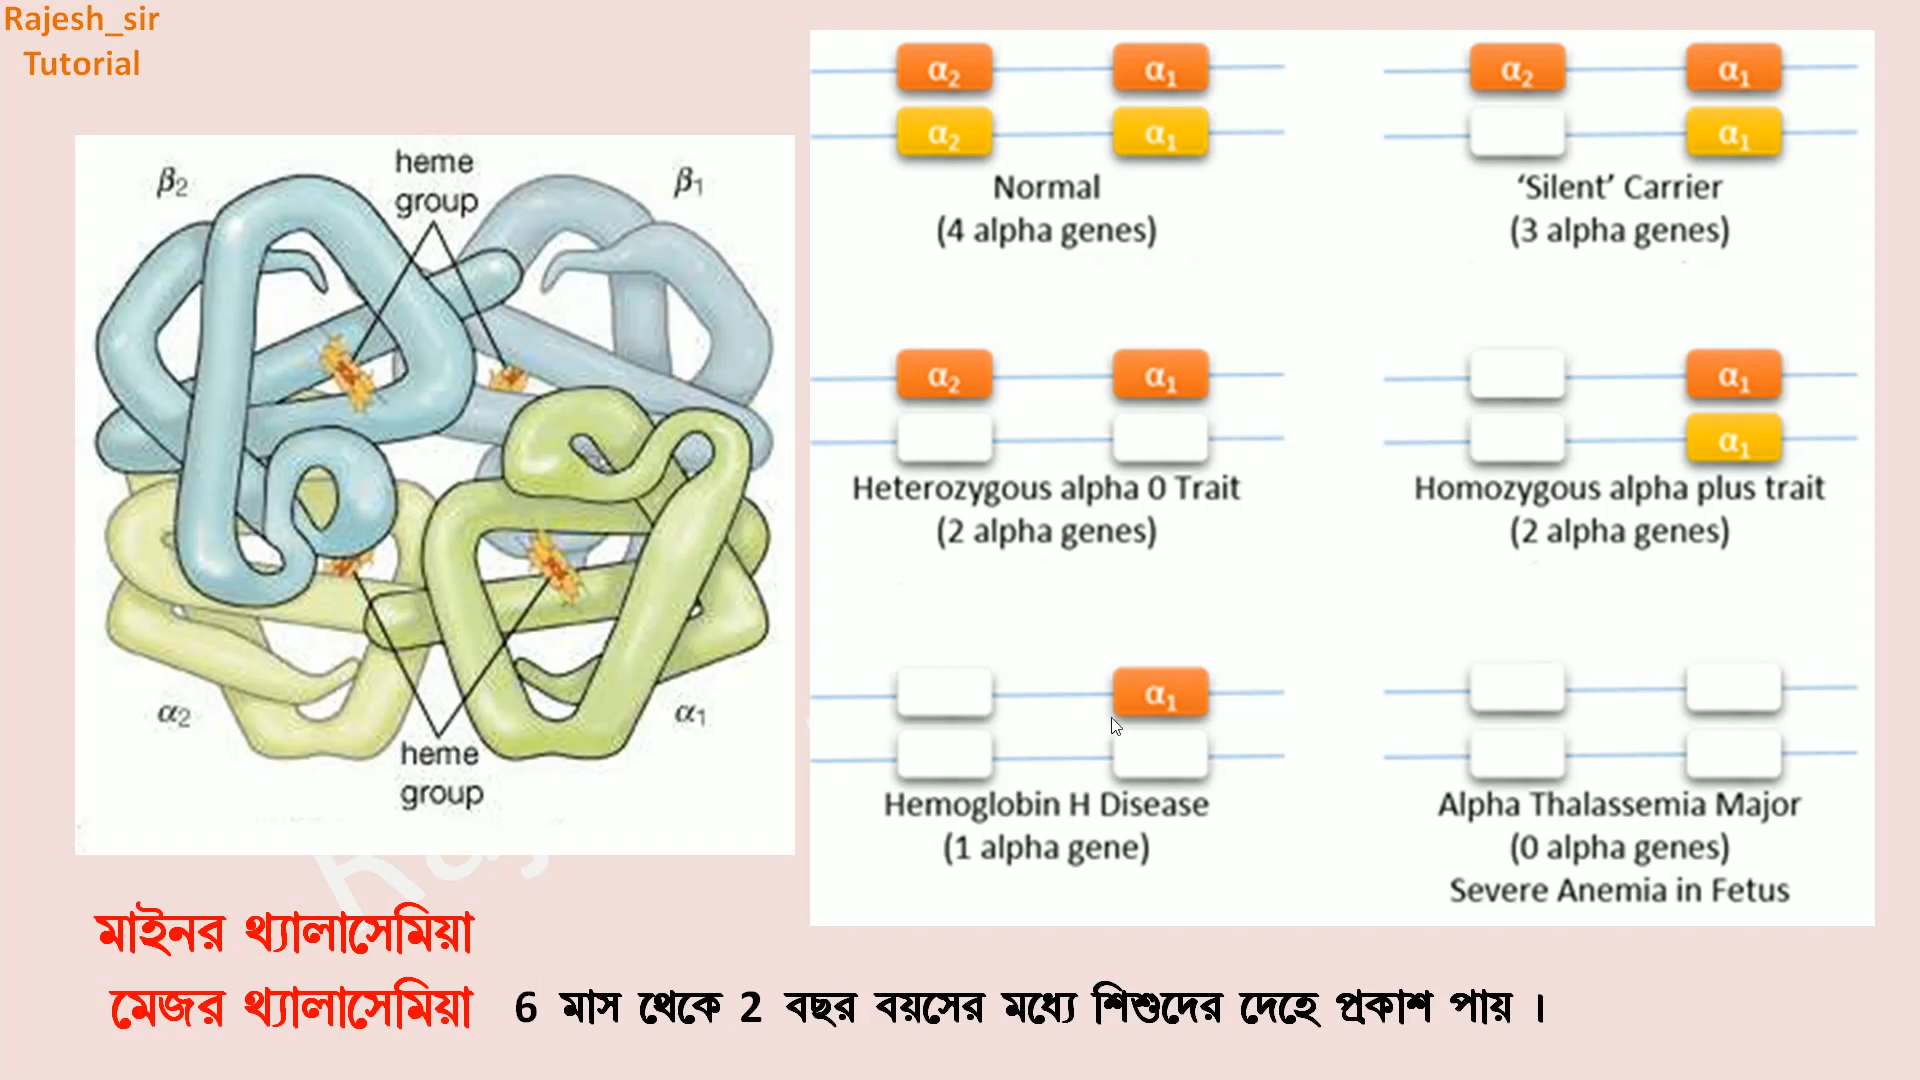 Rajesh_sir
Tutorial
β2
heme
group
β1
α2
α1
heme
group
α2
α1
α2
α1
Normal
(4 alpha genes)
α2
α1
α1
‘Silent’ Carrier
(3 alpha genes)
α2
α1
Heterozygous alpha 0 Trait
(2 alpha genes)
α1
α1
Homozygous alpha plus trait
(2 alpha genes)
α1
Hemoglobin H Disease
(1 alpha gene)
Alpha Thalassemia Major
(0 alpha genes)
Severe Anemia in Fetus
মাইনর থ্যালাসেমিয়া
মেজর থ্যালাসেমিয়া 6 মাস থেকে 2 বছর বয়সের মধ্যে শিশুদের দেহে প্রকাশ পায় ।